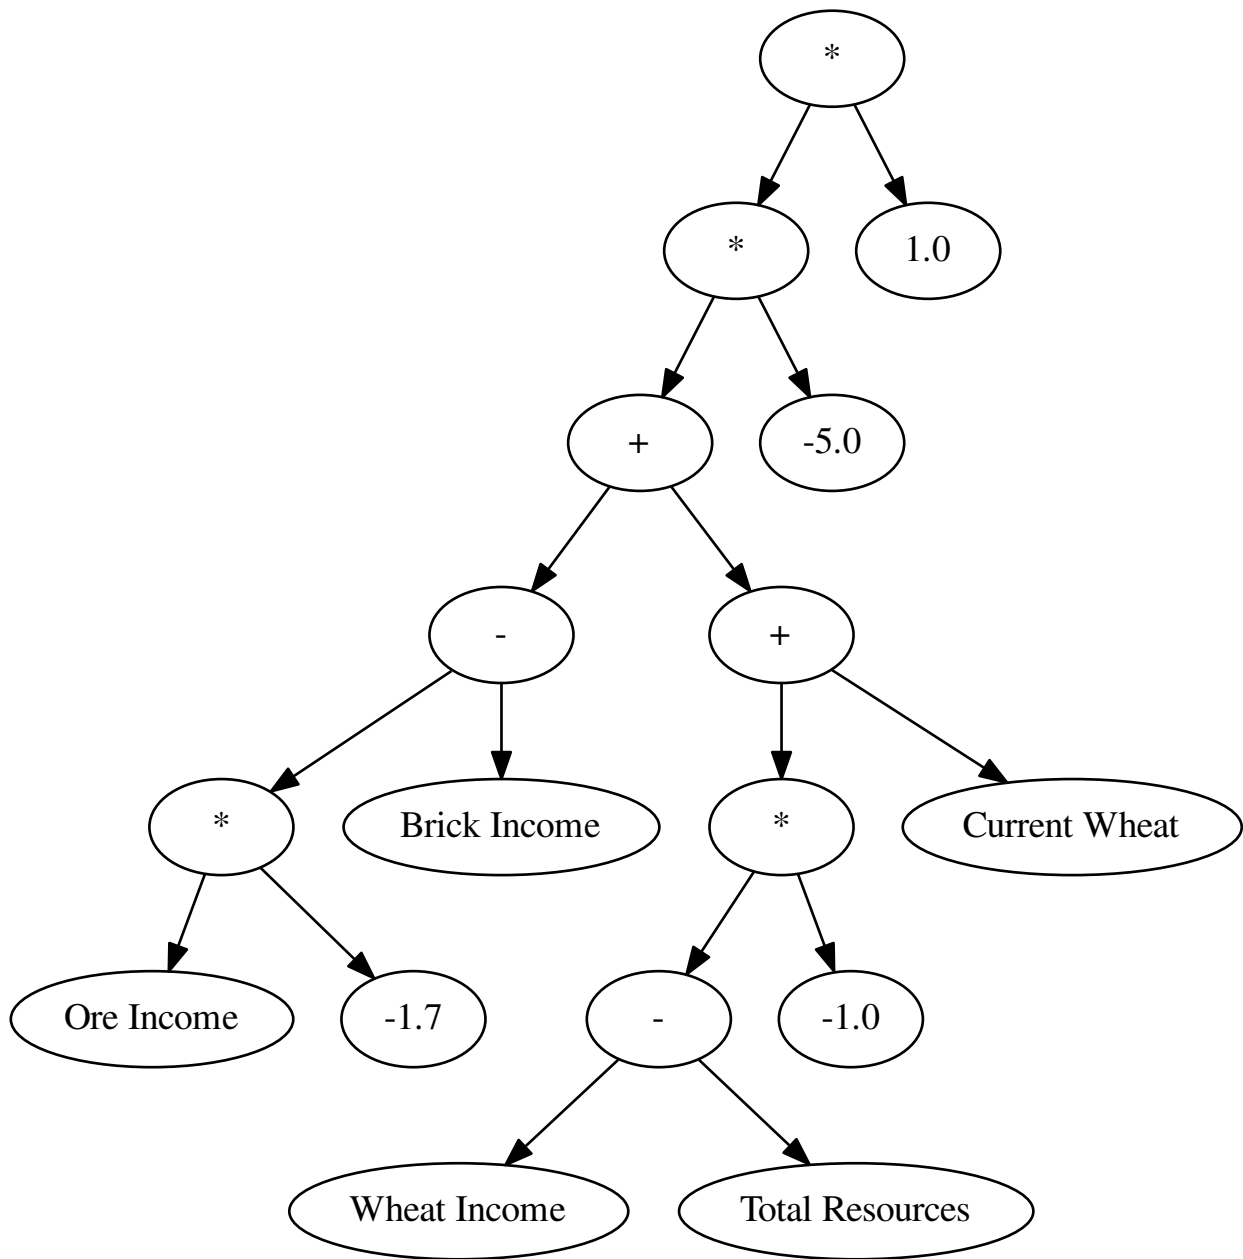 *
*
1.0
+
-5.0
-
+
*
Brick Income
*
Current Wheat
Ore Income
-1.7
-
-1.0
Wheat Income
Total Resources